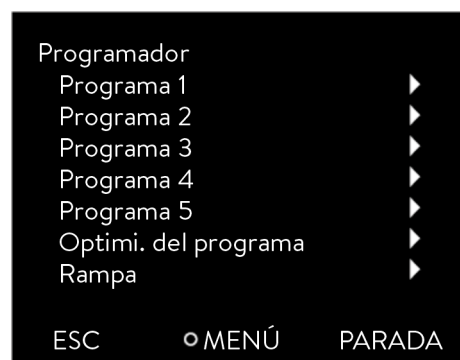 Programador
Programa 1
Programa 2
Programa 3
Programa 4
Programa 5
Optimi. del programa
Rampa
ESC MENÚ PARADA